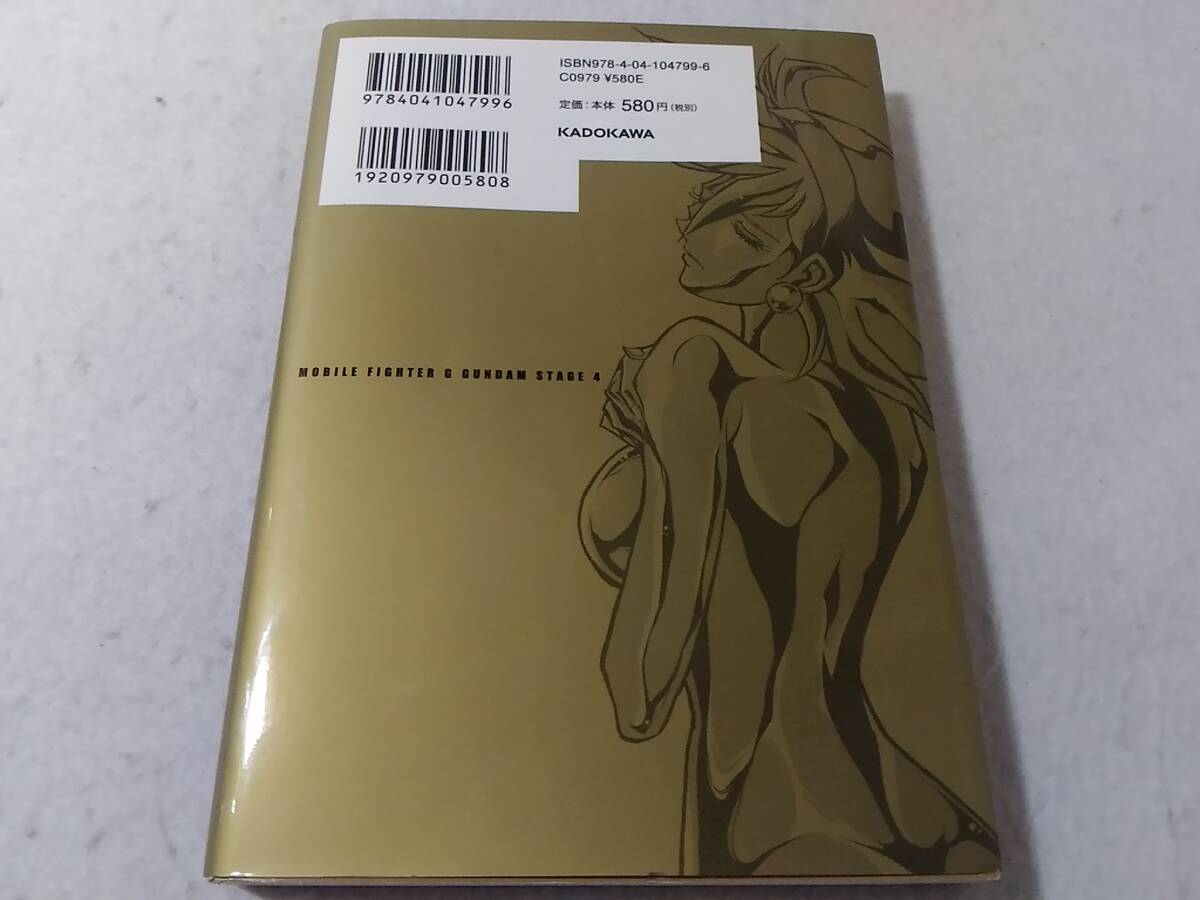 9784041047996
1920979005808
ISBN978-4-04-104799-6
C0979 ¥580E
定価:本体 580円(税別)
KADOKAWA
MOBILE FIGHTER G GUNDAM STAGE 4